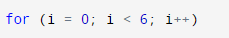 for (i = 0; i < 6; i++)